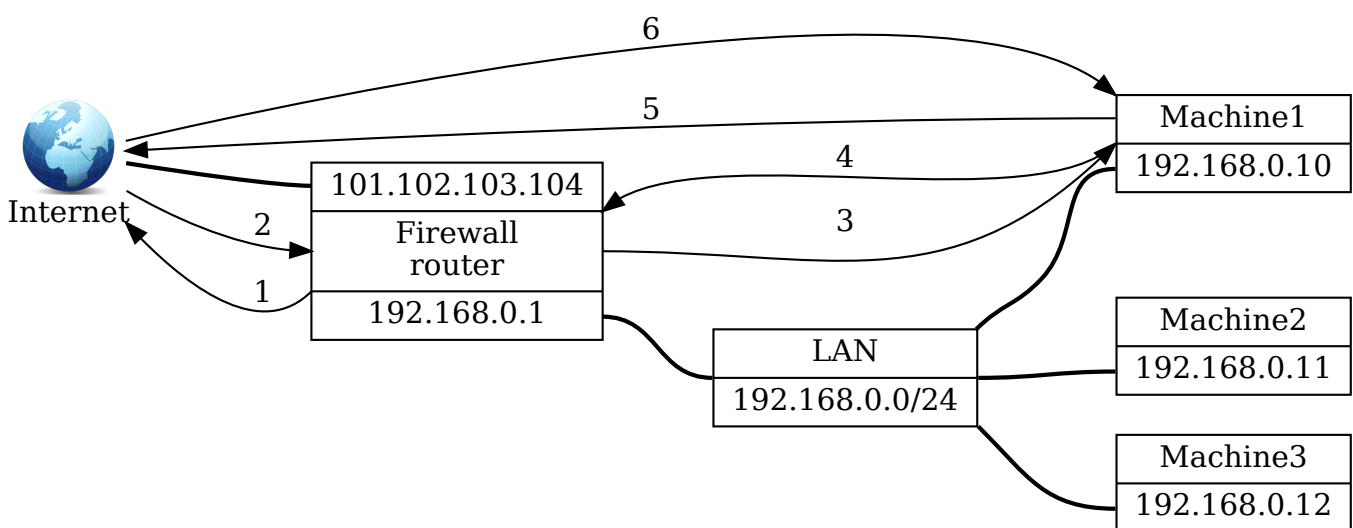 6
5
4
3
2
1
Internet
101.102.103.104
Firewall
router
192.168.0.1
LAN
192.168.0.0/24
Machine1
192.168.0.10
Machine2
192.168.0.11
Machine3
192.168.0.12